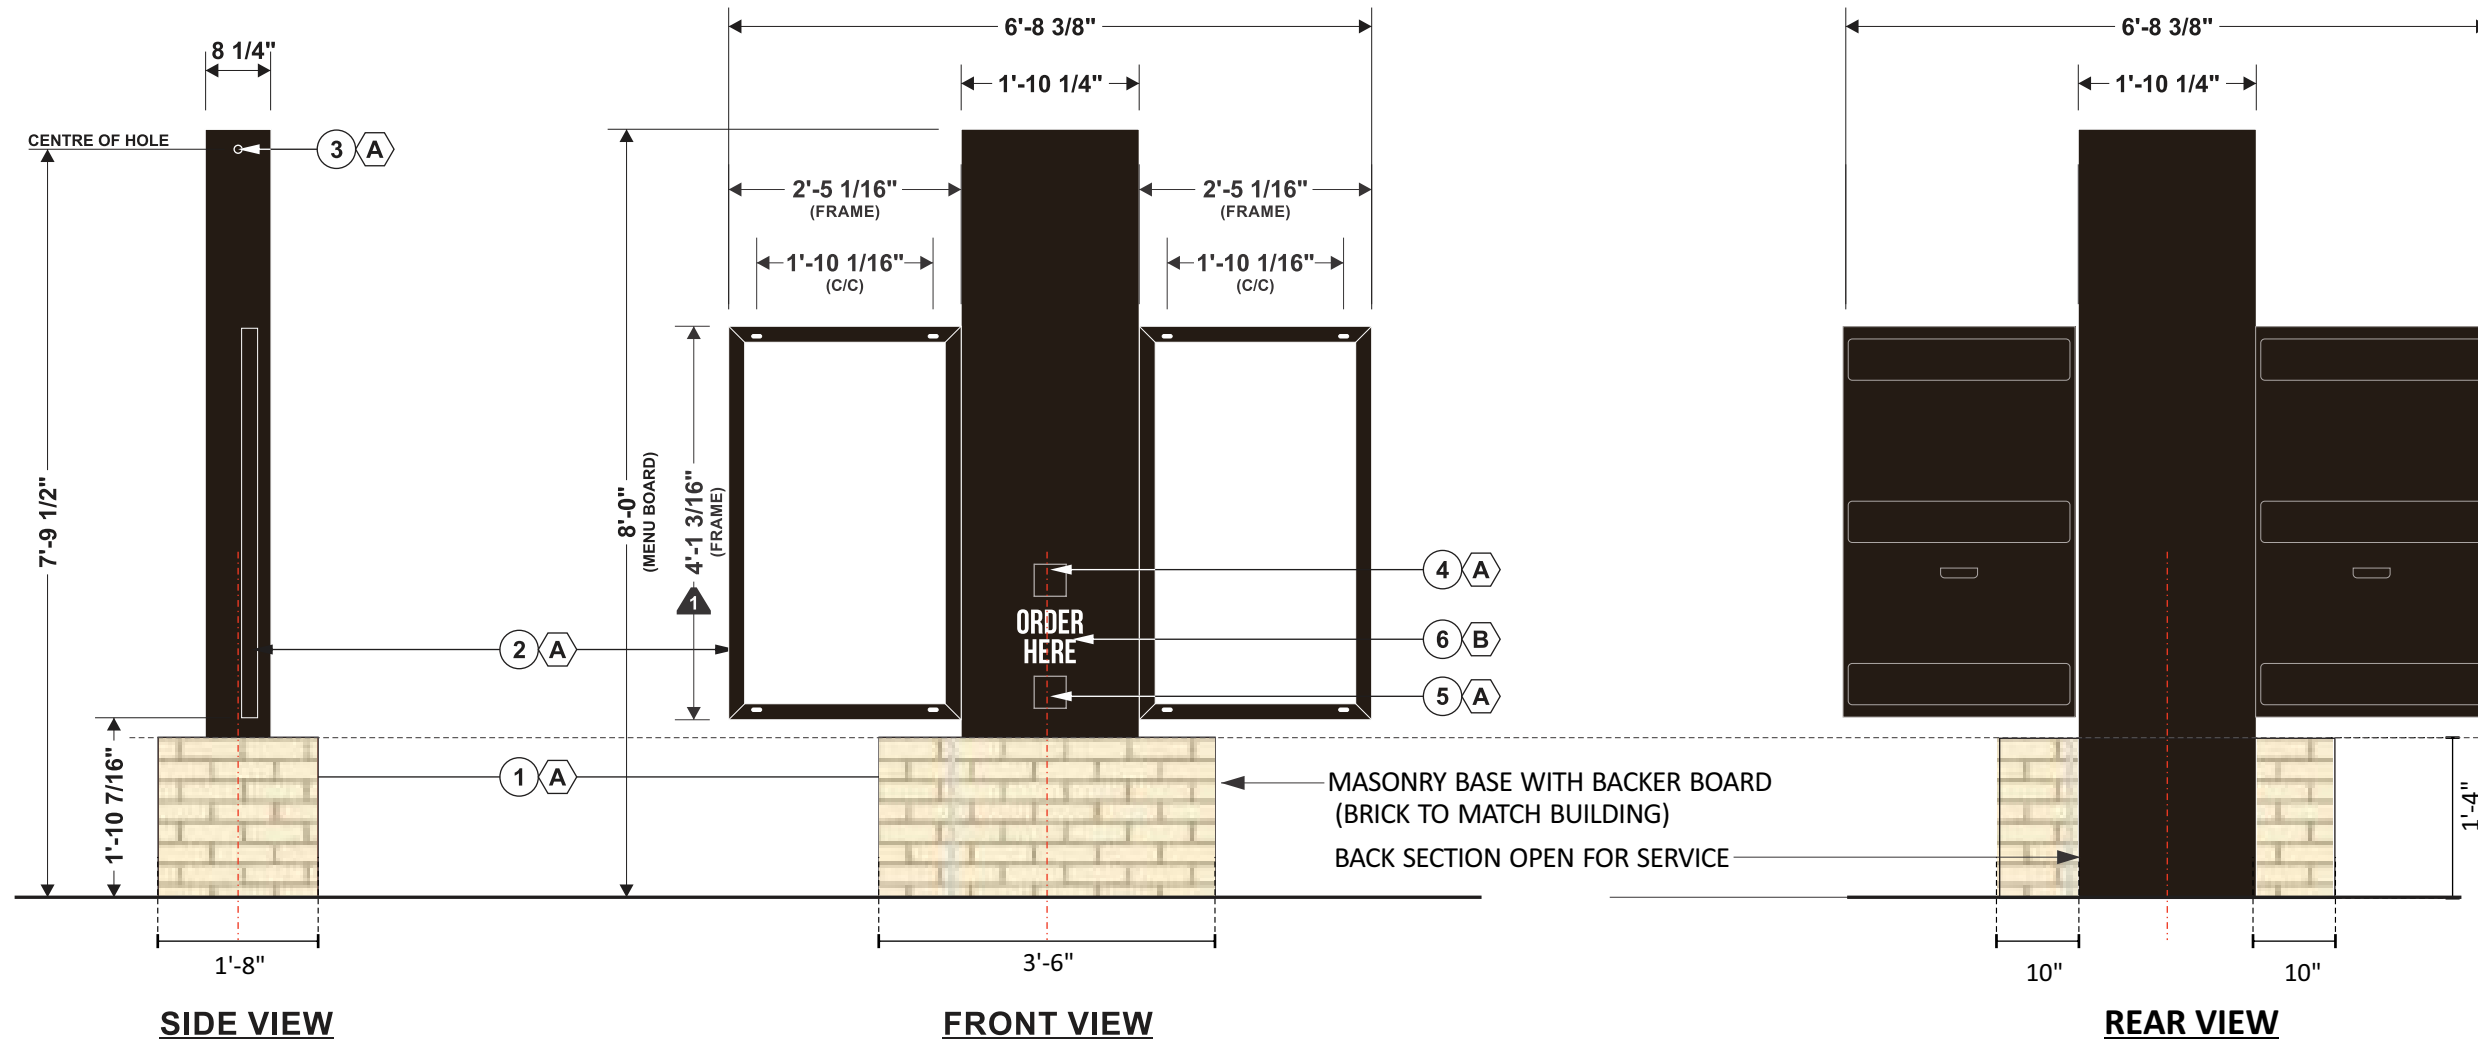 6'-8 3/8"
6'-8 3/8"
8 1/4"
1'-10 1/4"
1'-10 1/4"
CENTRE OF HOLE
3 A
2'-5 1/16"
(FRAME)
2'-5 1/16"
(FRAME)
1'-10 1/16"
(C/C)
1'-10 1/16"
(C/C)
7'-9 1/2"
8'-0"
(MENU BOARD)
4'-1 3/16"
(FRAME)
1
4 A
ORDER
HERE
6 B
2 A
5 A
1'-10 7/16"
1 A
MASONRY BASE WITH BACKER BOARD
(BRICK TO MATCH BUILDING)
BACK SECTION OPEN FOR SERVICE
1'-4"
1'-8"
3'-6"
10"
10"
SIDE VIEW
FRONT VIEW
REAR VIEW